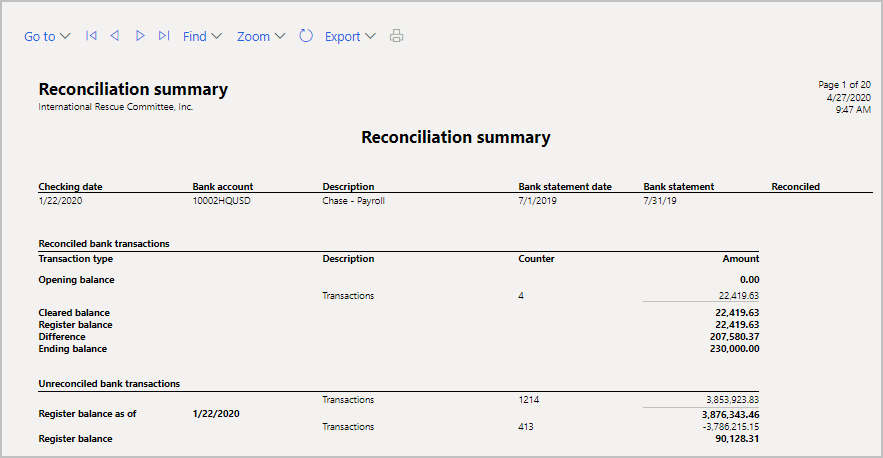 Go to Find Zoom Export
Reconciliation summary Page 1 of 20
International Rescue Committee, Inc. 4/27/2020
9:47 AM
Reconciliation summary
Checking date Bank account Description Bank statement date Bank statement Reconciled
1/22/2020 10002HQUSD Chase - Payroll 7/1/2019 7/31/19
Reconciled bank transactions
Transaction type Description Counter Amount
Opening balance 0.00
Transactions 4 22,419.63
Cleared balance 22,419.63
Register balance 22,419.63
Difference 207,580.37
Ending balance 230,000.00
Unreconciled bank transactions
Transactions 1214 3,853,923.83
Register balance as of 1/22/2020 3,876,343.46
Transactions 413 -3,786,215.15
Register balance 90,128.31